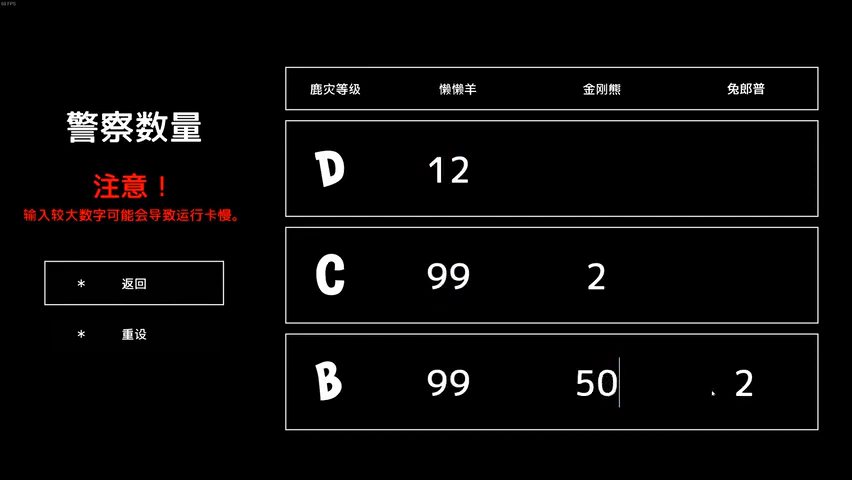 60 FPS
警察数量
注意！
输入较大数字可能会导致运行卡慢。
* 返回
* 重设
鹿灾等级 懒懒羊 金刚熊 兔郎普
D 12
C 99 2
B 99 50 2